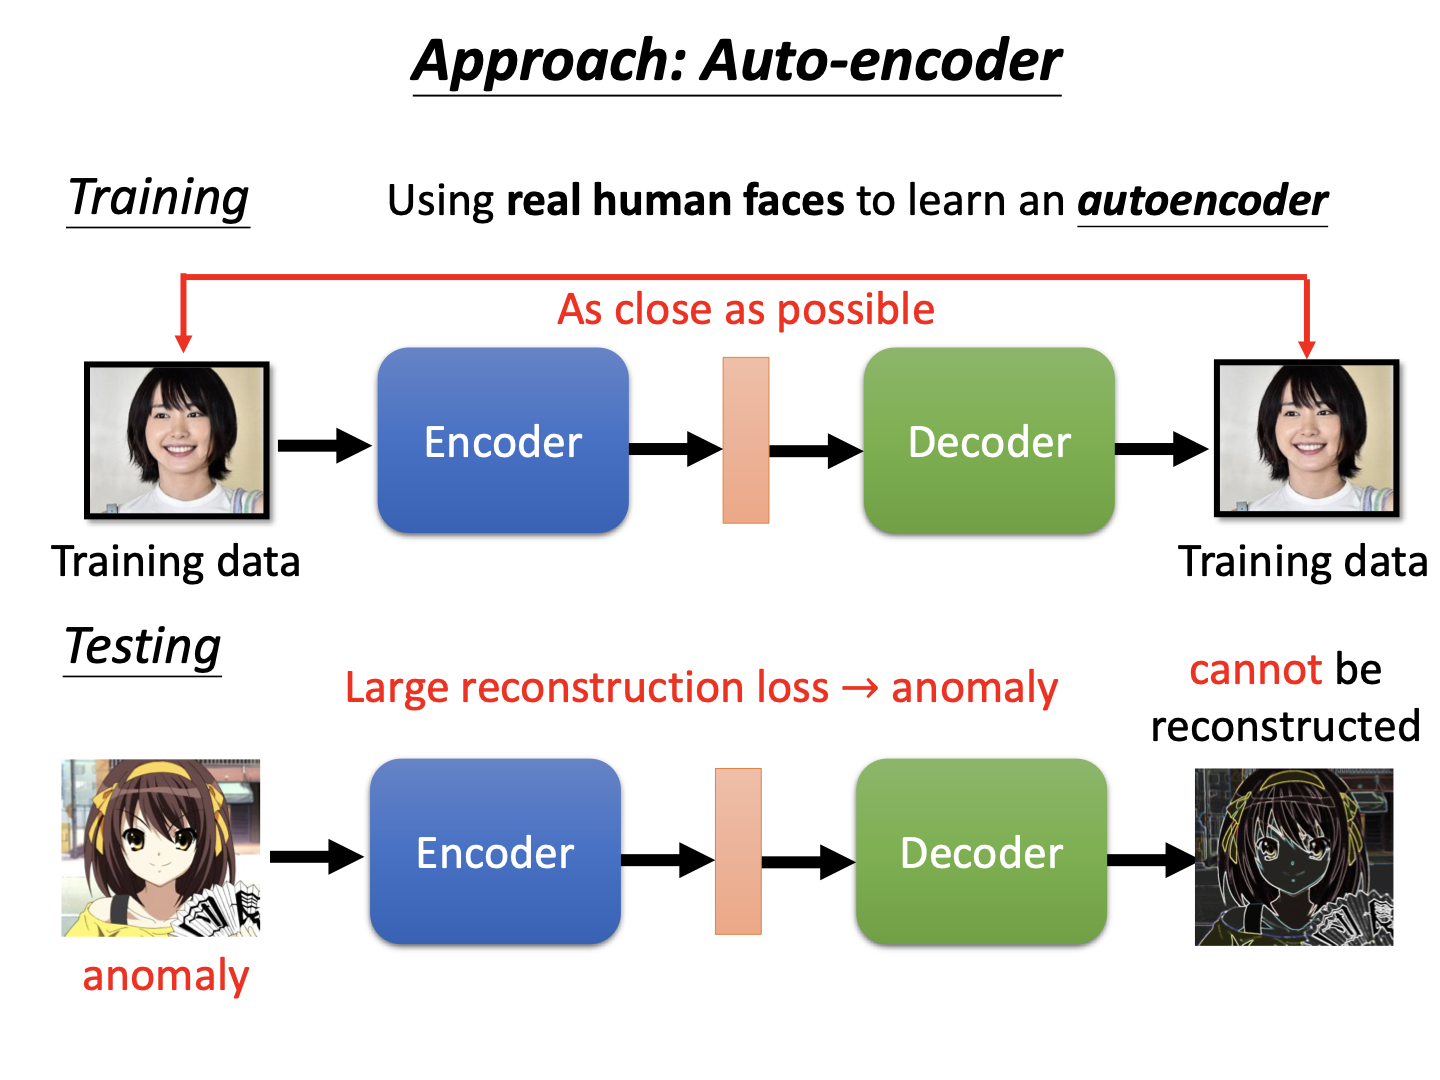 Approach: Auto-encoder
Training
Using real human faces to learn an autoencoder
As close as possible
Encoder
Decoder
Training data
Training data
Testing
Large reconstruction loss → anomaly
cannot be
reconstructed
Encoder
Decoder
anomaly